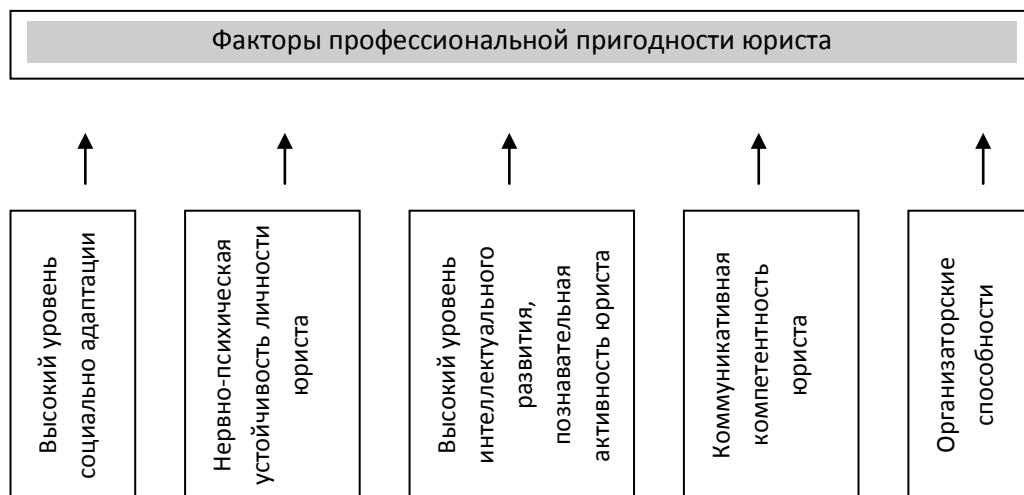 Факторы профессиональной пригодности юриста
Высокий уровень
социально адаптации
Нервно-психическая
устойчивость личности
юриста
Высокий уровень
интеллектуального
развития,
познавательная
активность юриста
Коммуникативная
компетентность
юриста
Организаторские
способности